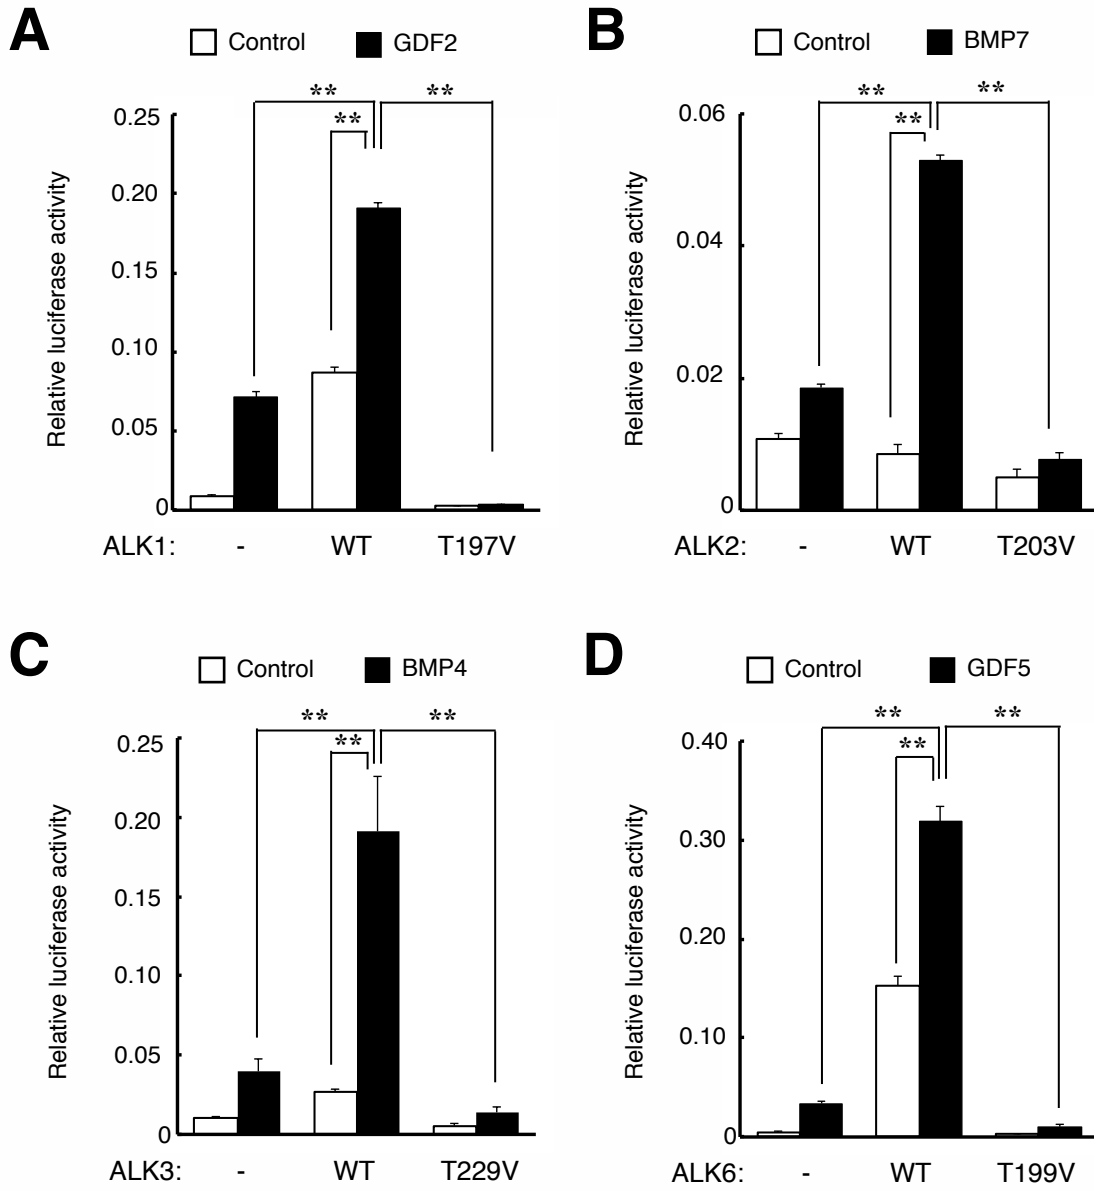 A
Control GDF2
** **
**
0.25
0.20
0.15
0.10
0.05
0
Relative luciferase activity
ALK1: - WT T197V
B
Control BMP7
** **
**
0.06
0.04
0.02
0
Relative luciferase activity
ALK2: - WT T203V
C
Control BMP4
** **
**
0.25
0.20
0.15
0.10
0.05
0
Relative luciferase activity
ALK3: - WT T229V
D
Control GDF5
** **
**
0.40
0.30
0.20
0.10
0
Relative luciferase activity
ALK6: - WT T199V